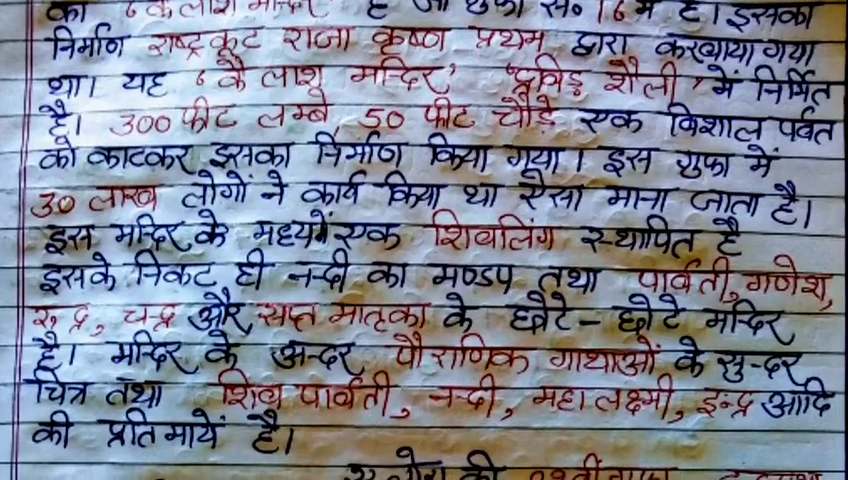 का 'कैलाश मन्दिर' है जो गुफा सं० 16 में है। इसका
निर्माण राष्ट्रकूट राजा कृष्ण प्रथम द्वारा करवाया गया
था। यह 'कैलाश मन्दिर' 'द्रविड़ शैली' में निर्मित
है। 300 फीट लम्बे 50 फीट चौड़े एक विशाल पर्वत
को काटकर इसका निर्माण किया गया। इस गुफा में
30 लाख लोगों ने कार्य किया था ऐसा माना जाता है।
इस मन्दिर के मध्य में एक शिवलिंग स्थापित है
इसके निकट ही नन्दी का मण्डप तथा पार्वती, गणेश,
रुद्र, चन्द्र और सप्त मातृका के छोटे-छोटे मन्दिर
है। मन्दिर के अन्दर पौराणिक गाथाओं के सुन्दर
चित्र तथा शिव पार्वती, नन्दी, महालक्ष्मी, इन्द्र आदि
की प्रतिमायें है।
की